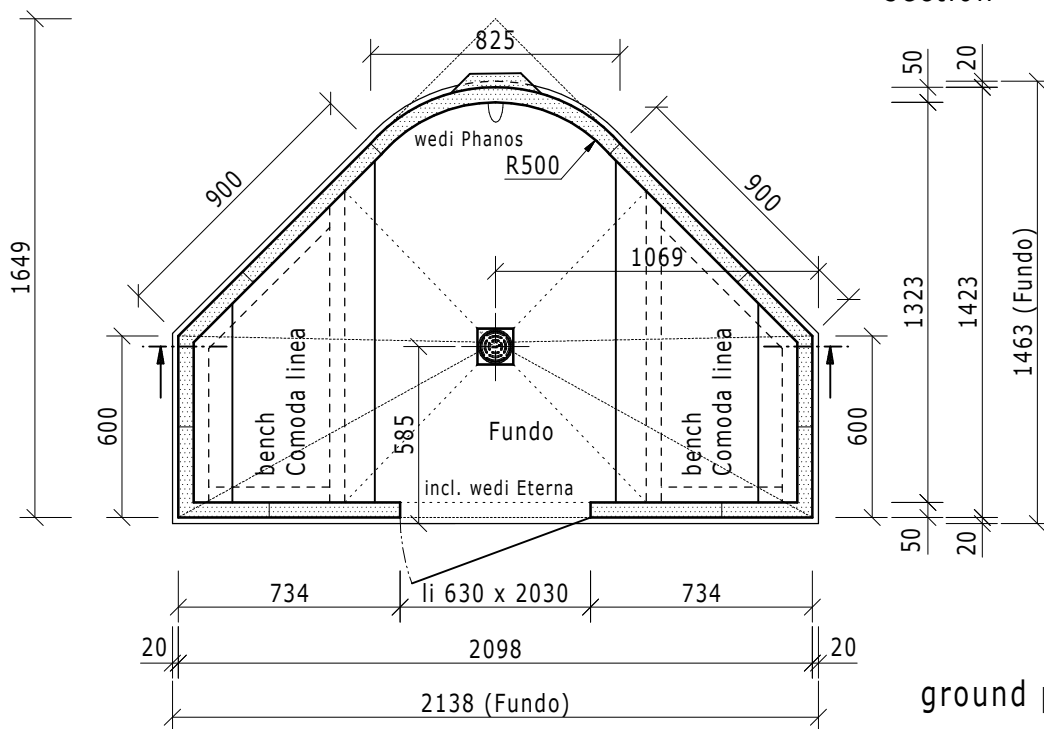 section
825
50
20
wedi Phanos
R500
900
900
1649
1069
1323
1423
1463 (Fundo)
600
bench
Comoda linea
585
Fundo
bench
Comoda linea
600
incl. wedi Eterna
50
20
734
li 630 x 2030
734
20
2098
20
2138 (Fundo)
ground